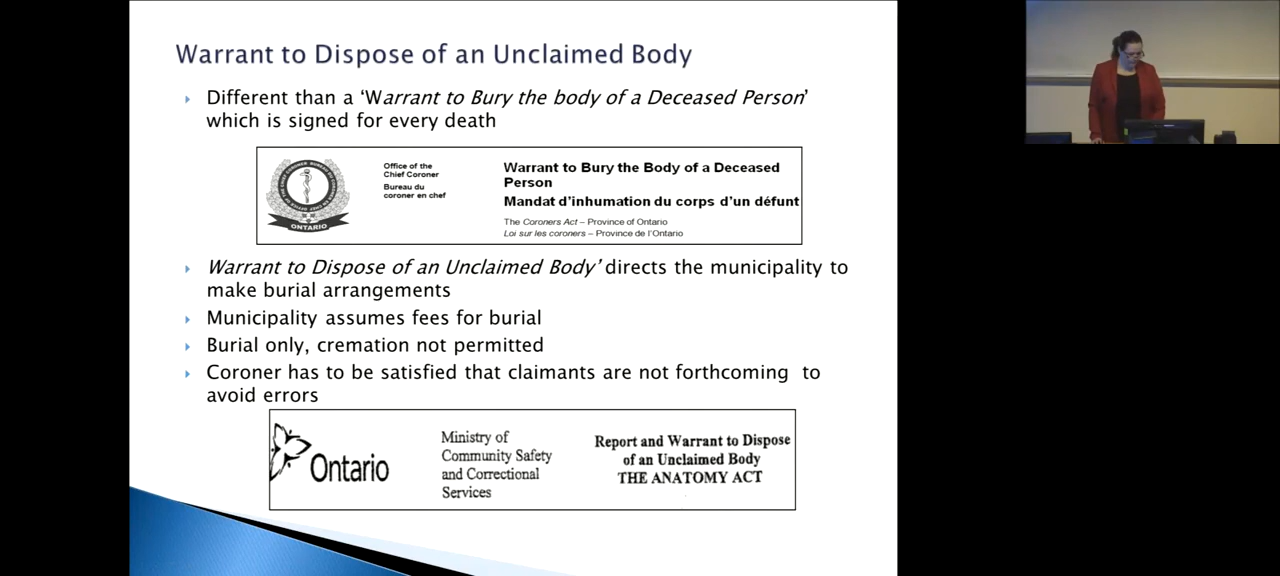 Warrant to Dispose of an Unclaimed Body
Different than a ‘Warrant to Bury the body of a Deceased Person’
which is signed for every death
Office of the
Chief Coroner
Bureau du
coroner en chef
Warrant to Bury the Body of a Deceased
Person
Mandat d’inhumation du corps d’un défunt
The Coroners Act – Province of Ontario
Loi sur les coroners – Province de l’Ontario
ONTARIO
Warrant to Dispose of an Unclaimed Body’ directs the municipality to
make burial arrangements
Municipality assumes fees for burial
Burial only, cremation not permitted
Coroner has to be satisfied that claimants are not forthcoming to
avoid errors
Ontario
Ministry of
Community Safety
and Correctional
Services
Report and Warrant to Dispose
of an Unclaimed Body
THE ANATOMY ACT